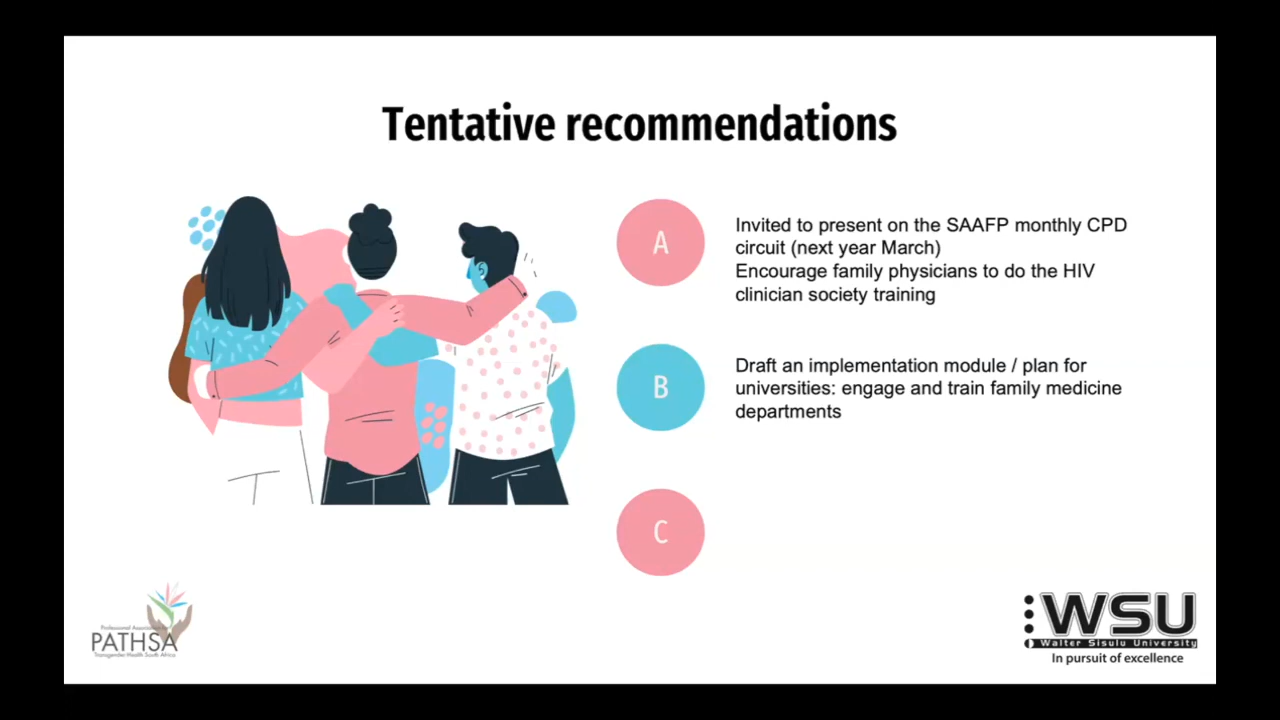 Tentative recommendations
A
Invited to present on the SAAFP monthly CPD
circuit (next year March)
Encourage family physicians to do the HIV
clinician society training
B
Draft an implementation module / plan for
universities: engage and train family medicine
departments
C
Professional Association
PATHSA
Transgender Health South Africa
WSU
Walter Sisulu University
In pursuit of excellence